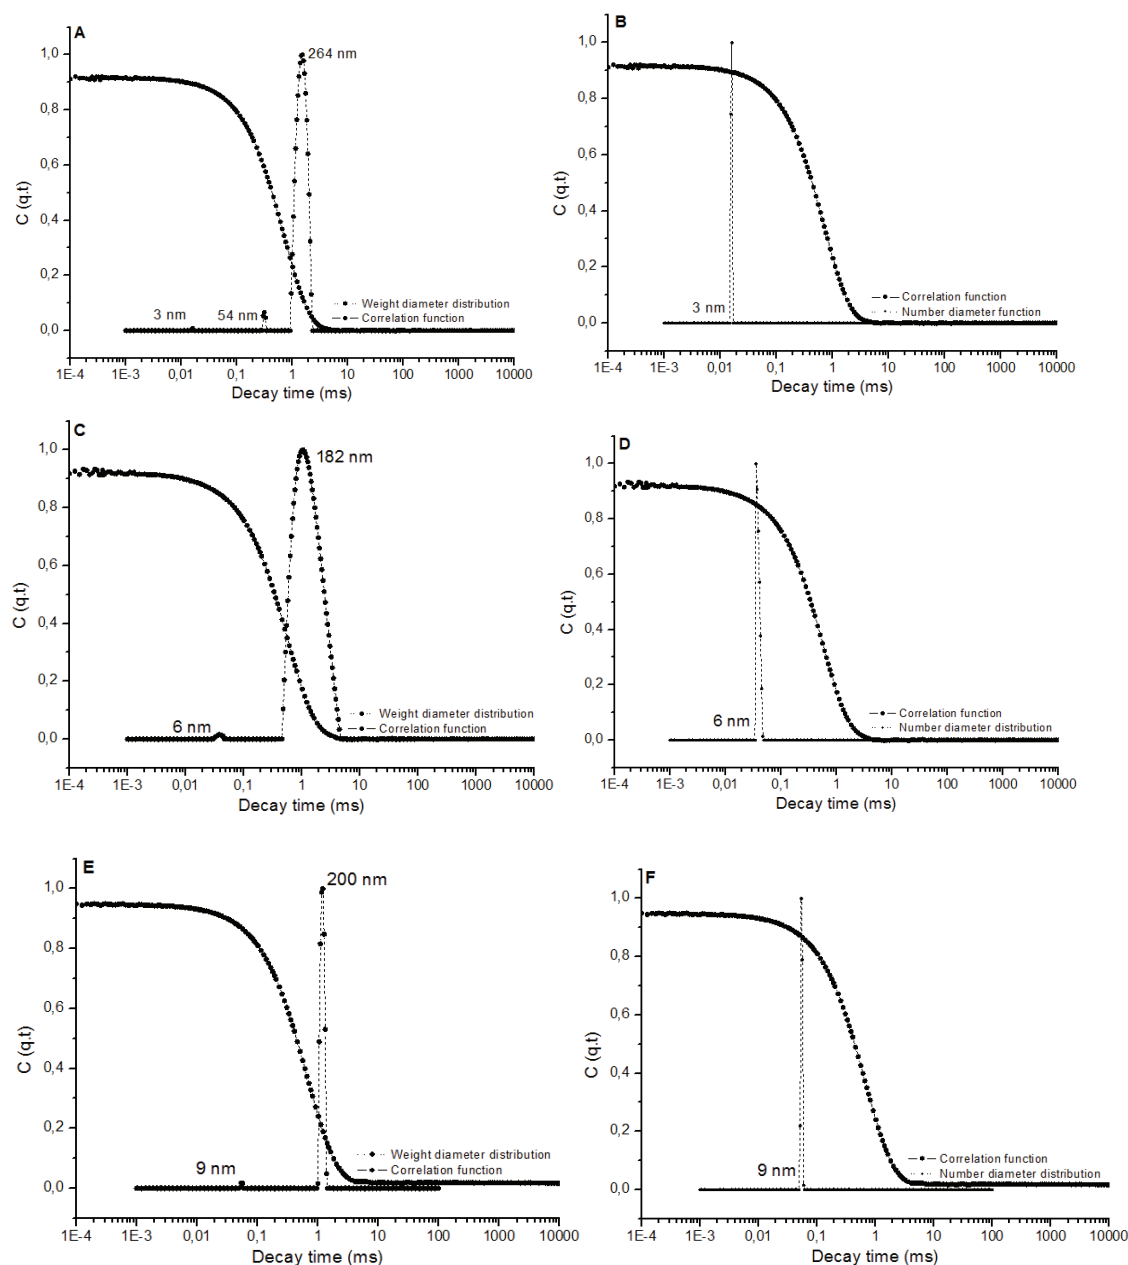 A
1,0
0,8
0,6
0,4
0,2
0,0
C (q.t)
264 nm
3 nm
54 nm
Weight diameter distribution
Correlation function
1E-4 1E-3 0,01 0,1 1 10 100 1000 10000
Decay time (ms)
B
1,0
0,8
0,6
0,4
0,2
0,0
C (q.t)
3 nm
Correlation function
Number diameter function
1E-4 1E-3 0,01 0,1 1 10 100 1000 10000
Decay time (ms)
C
1,0
0,8
0,6
0,4
0,2
0,0
C (q.t)
182 nm
6 nm
Weight diameter distribution
Correlation function
1E-4 1E-3 0,01 0,1 1 10 100 1000 10000
Decay time (ms)
D
1,0
0,8
0,6
0,4
0,2
0,0
C (q.t)
6 nm
Correlation function
Number diameter distribution
1E-4 1E-3 0,01 0,1 1 10 100 1000 10000
Decay time (ms)
E
1,0
0,8
0,6
0,4
0,2
0,0
C (q.t)
200 nm
9 nm
Weight diameter distribution
Correlation function
1E-4 1E-3 0,01 0,1 1 10 100 1000 10000
Decay time (ms)
F
1,0
0,8
0,6
0,4
0,2
0,0
C (q.t)
9 nm
Correlation function
Number diameter distribution
1E-4 1E-3 0,01 0,1 1 10 100 1000 10000
Decay time (ms)